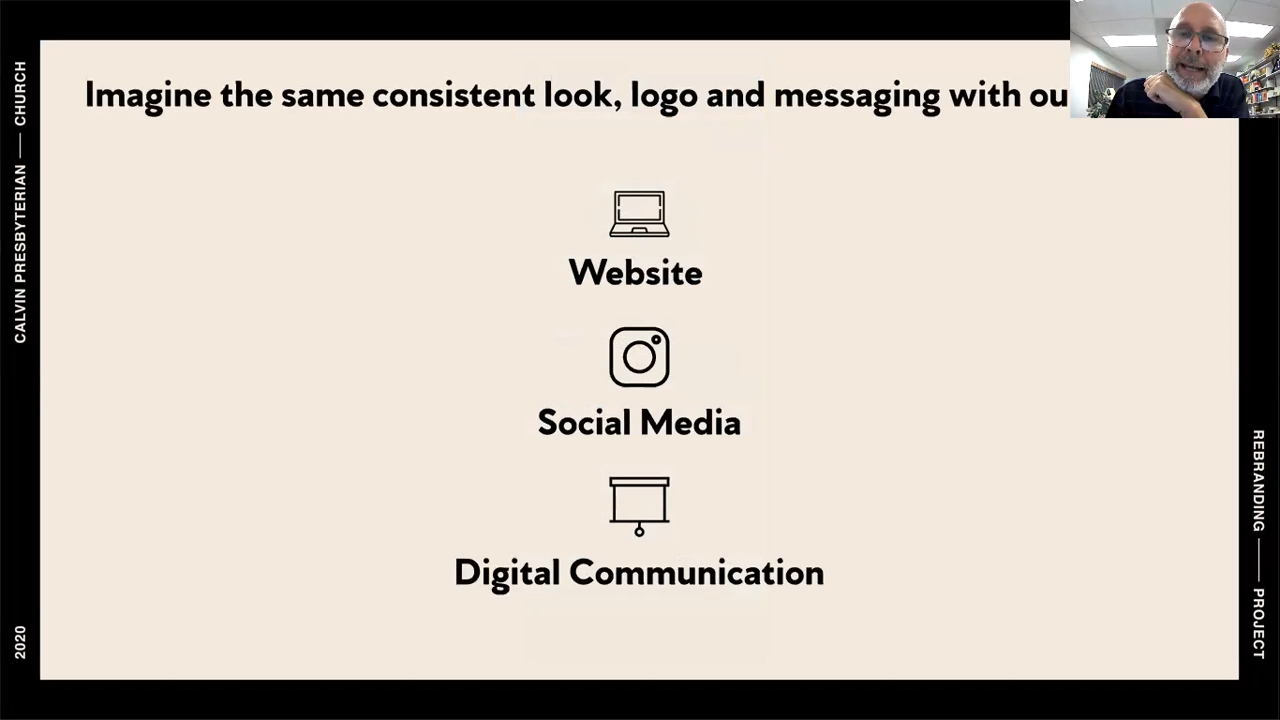 Imagine the same consistent look, logo and messaging with ou
Website
Social Media
Digital Communication
CALVIN PRESBYTERIAN — CHURCH
2020
REBRANDING — PROJECT